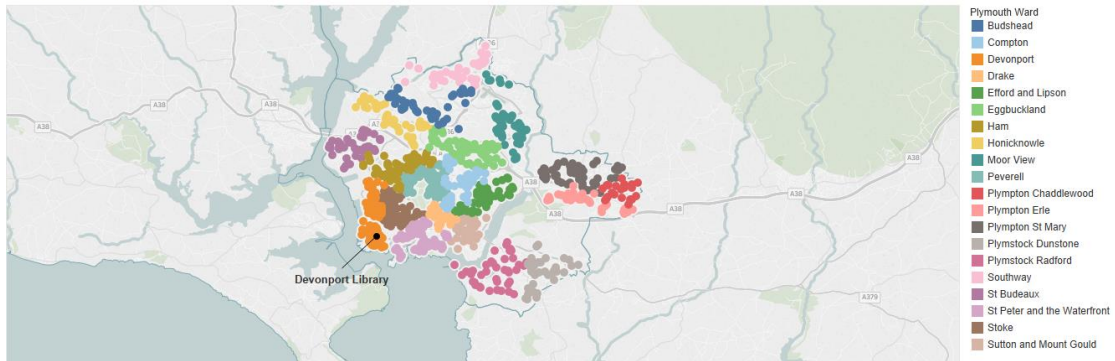 Plymouth Ward
Budshead
Compton
Devonport
Drake
Efford and Lipson
Eggbuckland
Ham
Honicknowle
Moor View
Peverell
Plympton Chaddlewood
Plympton Erle
Plympton St Mary
Plymstock Dunstone
Plymstock Radford
Southway
St Budeaux
St Peter and the Waterfront
Stoke
Sutton and Mount Gould
A38
A38
A38
A38
A38
A38
A38
A379
Devonport Library